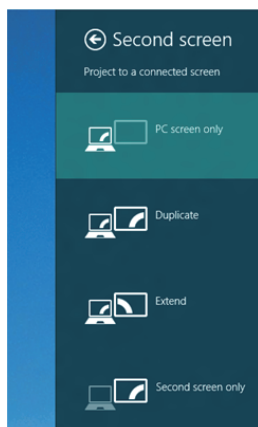 Second screen
Project to a connected screen
PC screen only
Duplicate
Extend
Second screen only